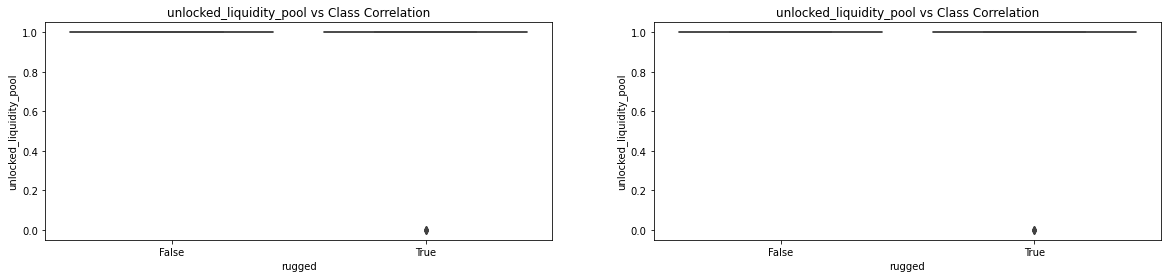 unlocked_liquidity_pool vs Class Correlation
unlocked_liquidity_pool
1.0
0.8
0.6
0.4
0.2
0.0
False
True
rugged
unlocked_liquidity_pool vs Class Correlation
unlocked_liquidity_pool
1.0
0.8
0.6
0.4
0.2
0.0
False
True
rugged